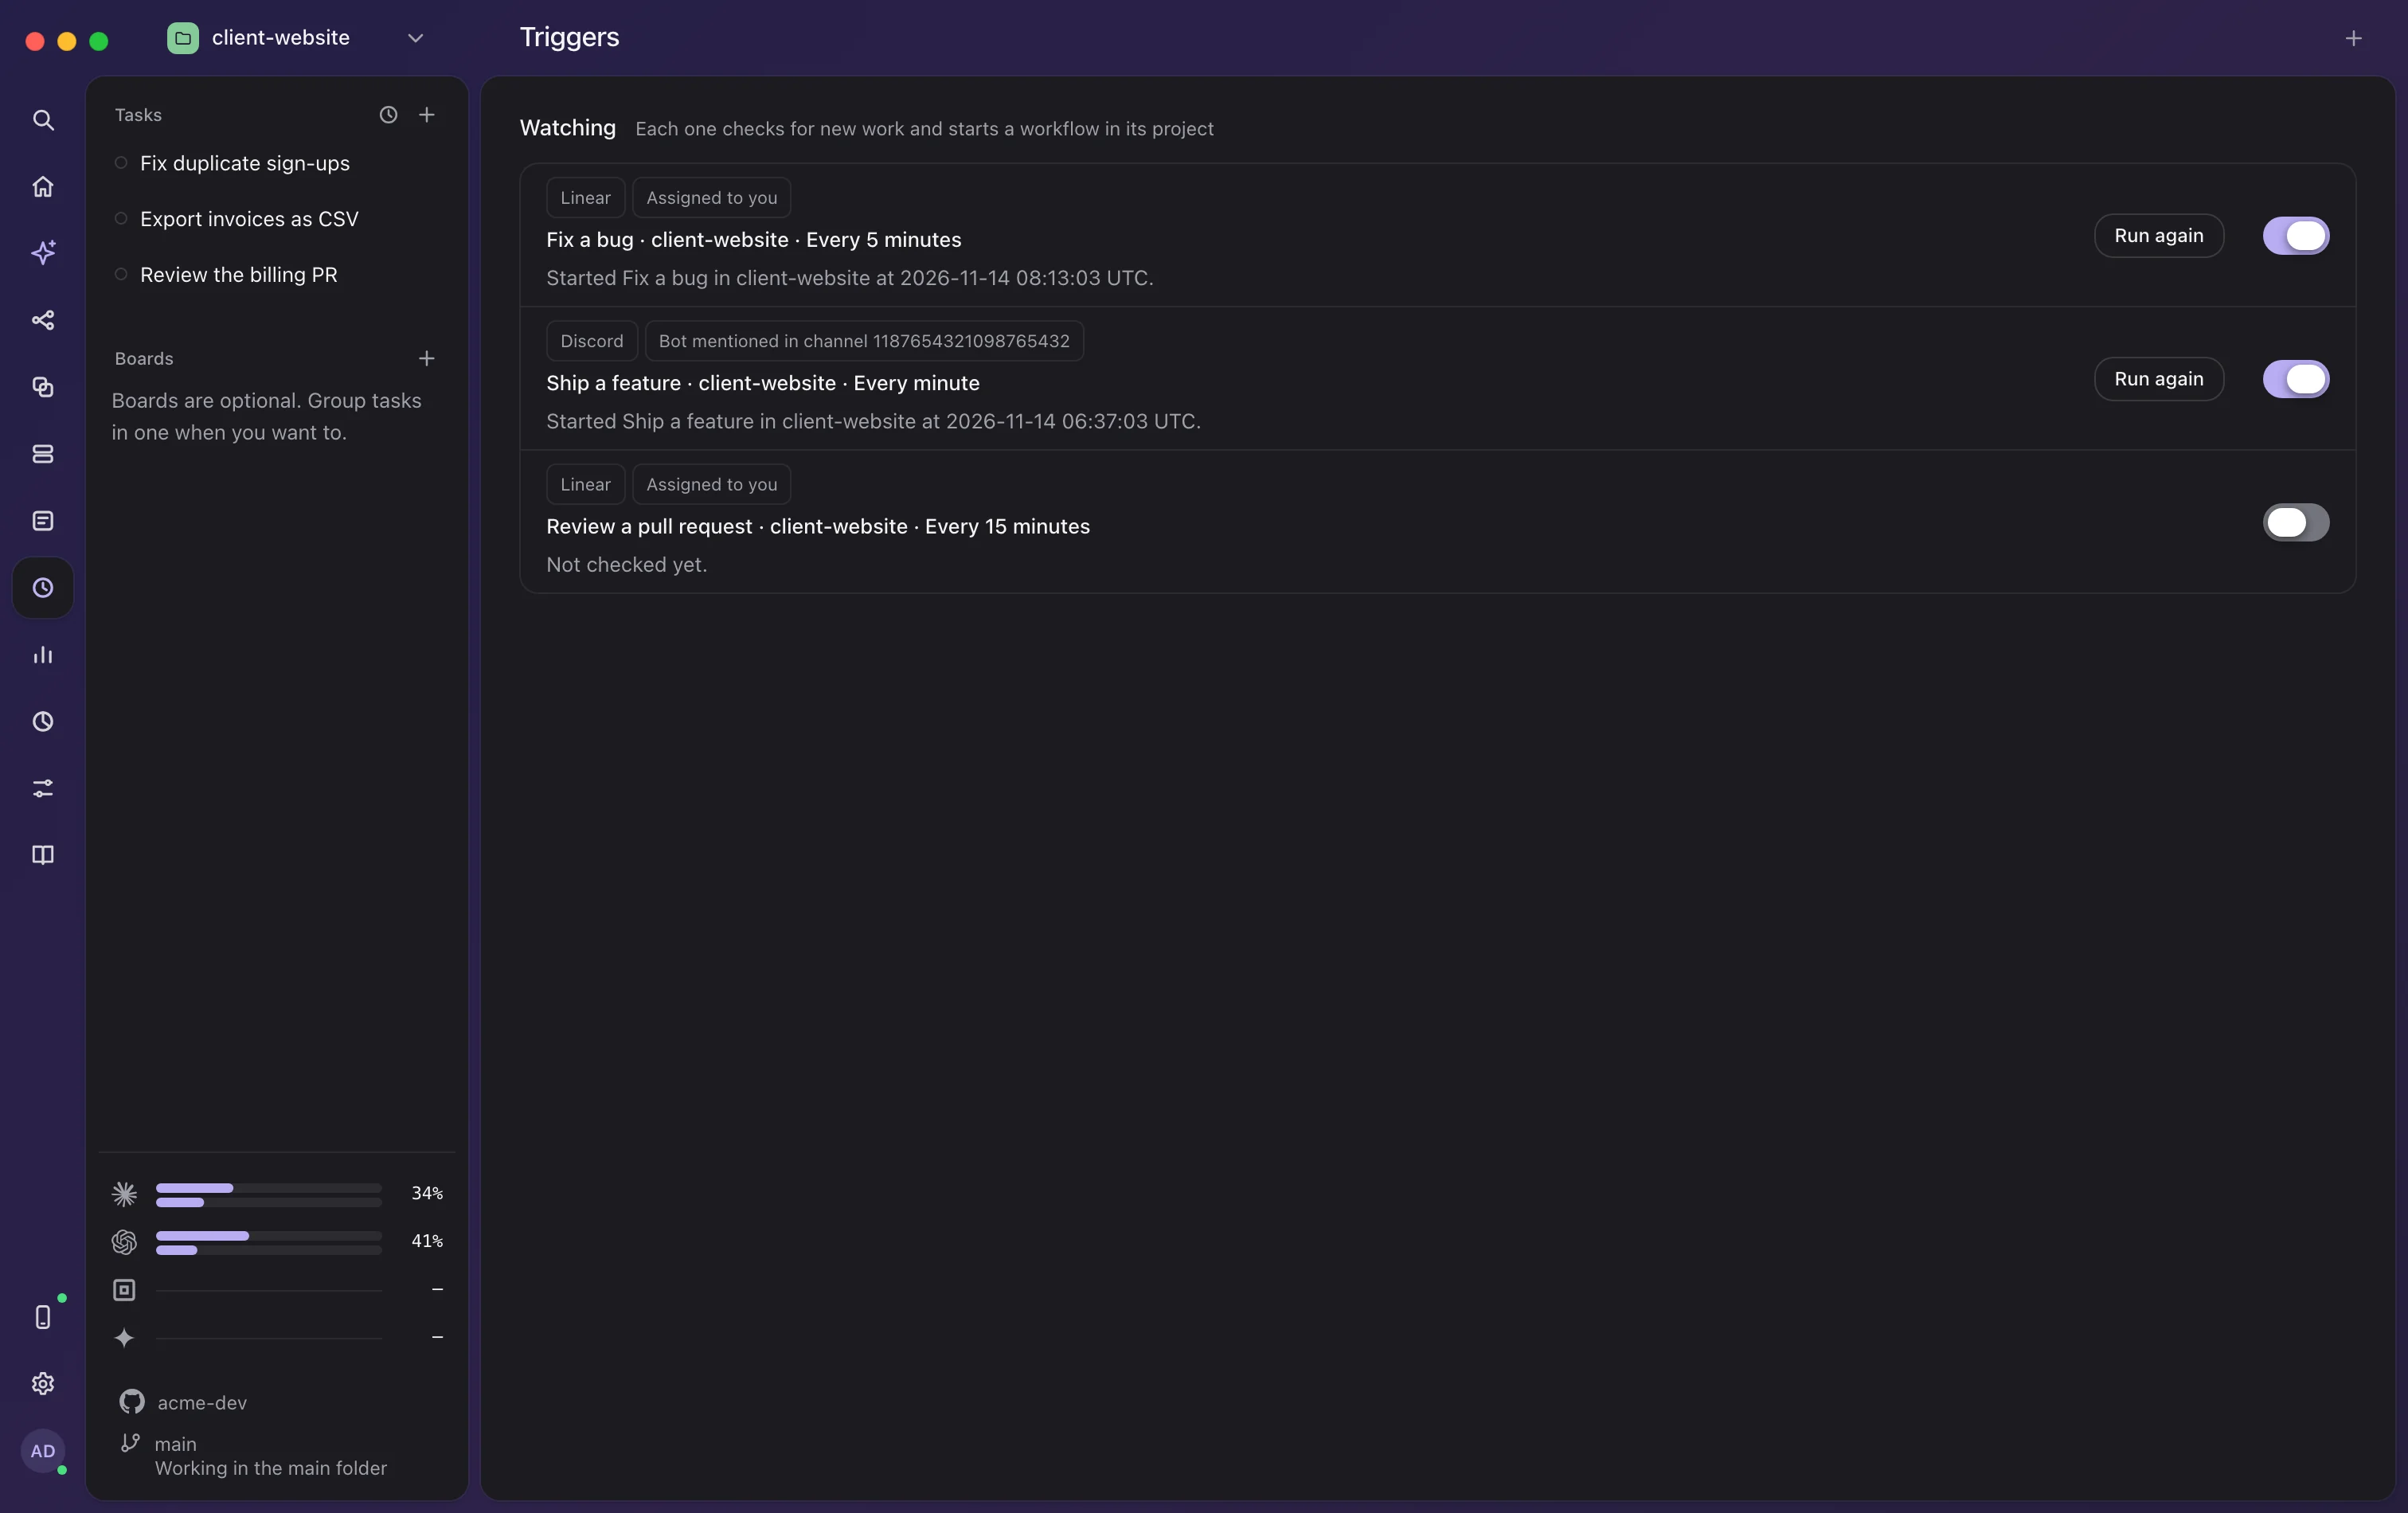 client-website
Triggers
Tasks
Fix duplicate sign-ups
Export invoices as CSV
Review the billing PR
Boards
Boards are optional. Group tasks
in one when you want to.
34%
41%
–
–
acme-dev
main
Working in the main folder
AD
Watching Each one checks for new work and starts a workflow in its project
Linear Assigned to you
Fix a bug · client-website · Every 5 minutes
Started Fix a bug in client-website at 2026-11-14 08:13:03 UTC.
Run again
Discord Bot mentioned in channel 1187654321098765432
Ship a feature · client-website · Every minute
Started Ship a feature in client-website at 2026-11-14 06:37:03 UTC.
Run again
Linear Assigned to you
Review a pull request · client-website · Every 15 minutes
Not checked yet.